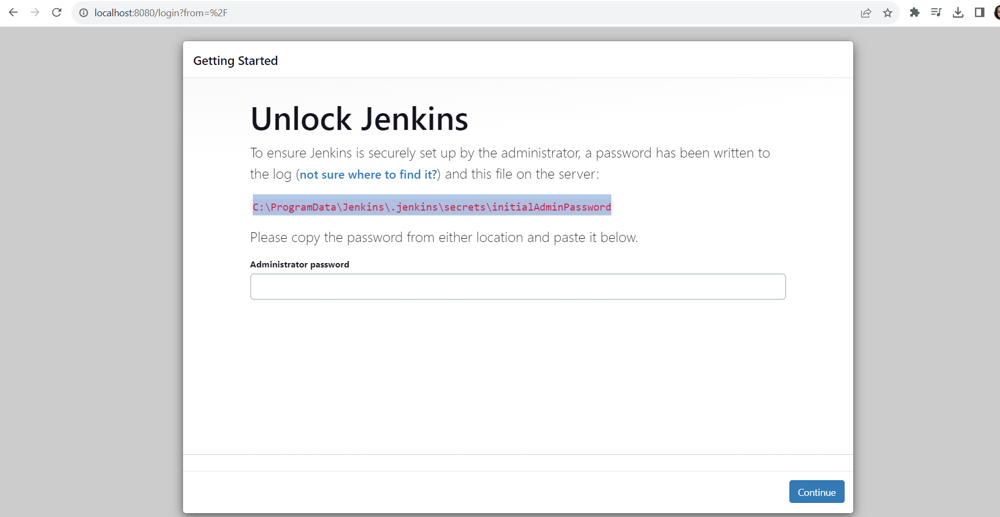 localhost:8080/login?from=%2F
Getting Started
Unlock Jenkins
To ensure Jenkins is securely set up by the administrator, a password has been written to
the log (not sure where to find it?) and this file on the server:
C:\ProgramData\Jenkins\.jenkins\secrets\initialAdminPassword
Please copy the password from either location and paste it below.
Administrator password
Continue